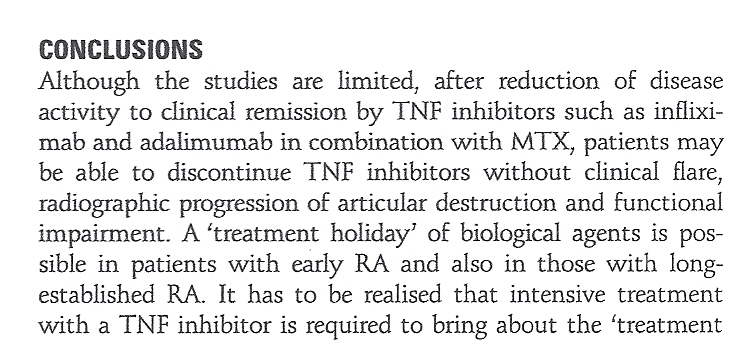 CONCLUSIONS
Although the studies are limited, after reduction of disease
activity to clinical remission by TNF inhibitors such as inflixi-
mab and adalimumab in combination with MTX, patients may
be able to discontinue TNF inhibitors without clinical flare,
radiographic progression of articular destruction and functional
impairment. A ‘treatment holiday’ of biological agents is pos-
sible in patients with early RA and also in those with long-
established RA. It has to be realised that intensive treatment
with a TNF inhibitor is required to bring about the ‘treatment